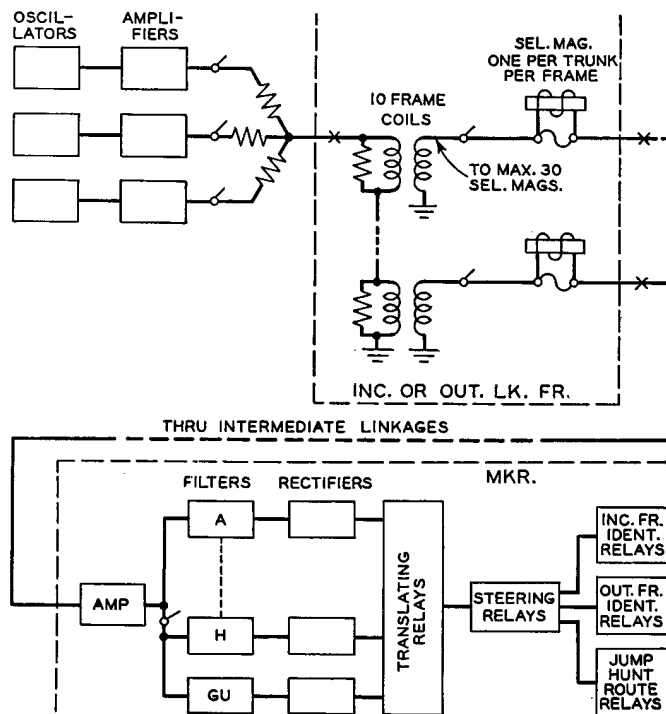 OSCIL-
LATORS
AMPLI-
FIERS
SEL. MAG.
ONE PER TRUNK
PER FRAME
10 FRAME
COILS
TO MAX. 30
SEL. MAGS.
INC. OR OUT. LK. FR.
THRU INTERMEDIATE LINKAGES
MKR.
FILTERS
RECTIFIERS
A
H
GU
AMP
TRANSLATING
RELAYS
STEERING
RELAYS
INC. FR.
IDENT.
RELAYS
OUT. FR.
IDENT.
RELAYS
JUMP
HUNT
ROUTE
RELAYS